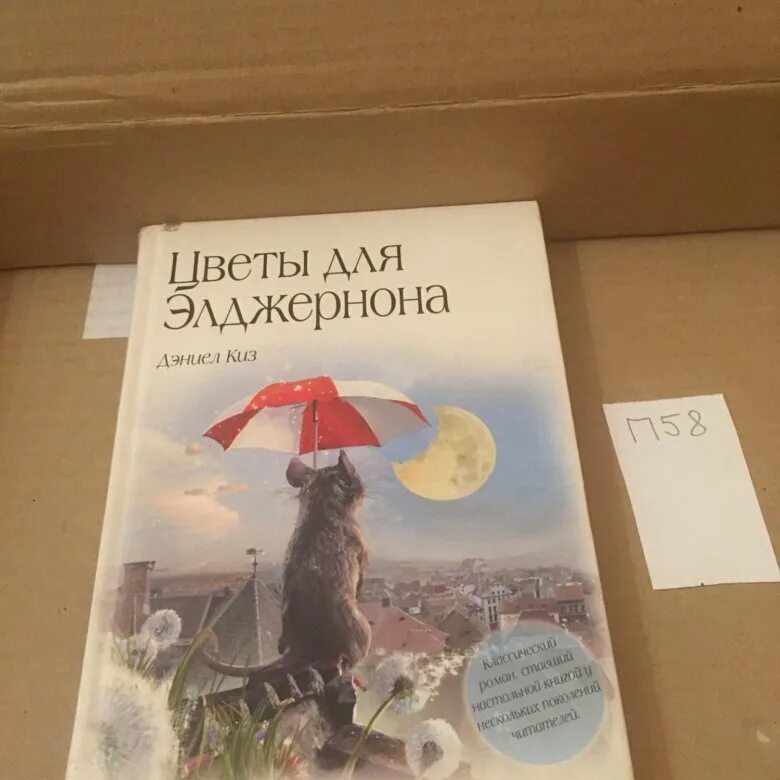 Цветы для
Элджернона
Дэниел Киз
П58
Классический
роман, ставший
настольной книгой у
нескольких поколений
читателей.